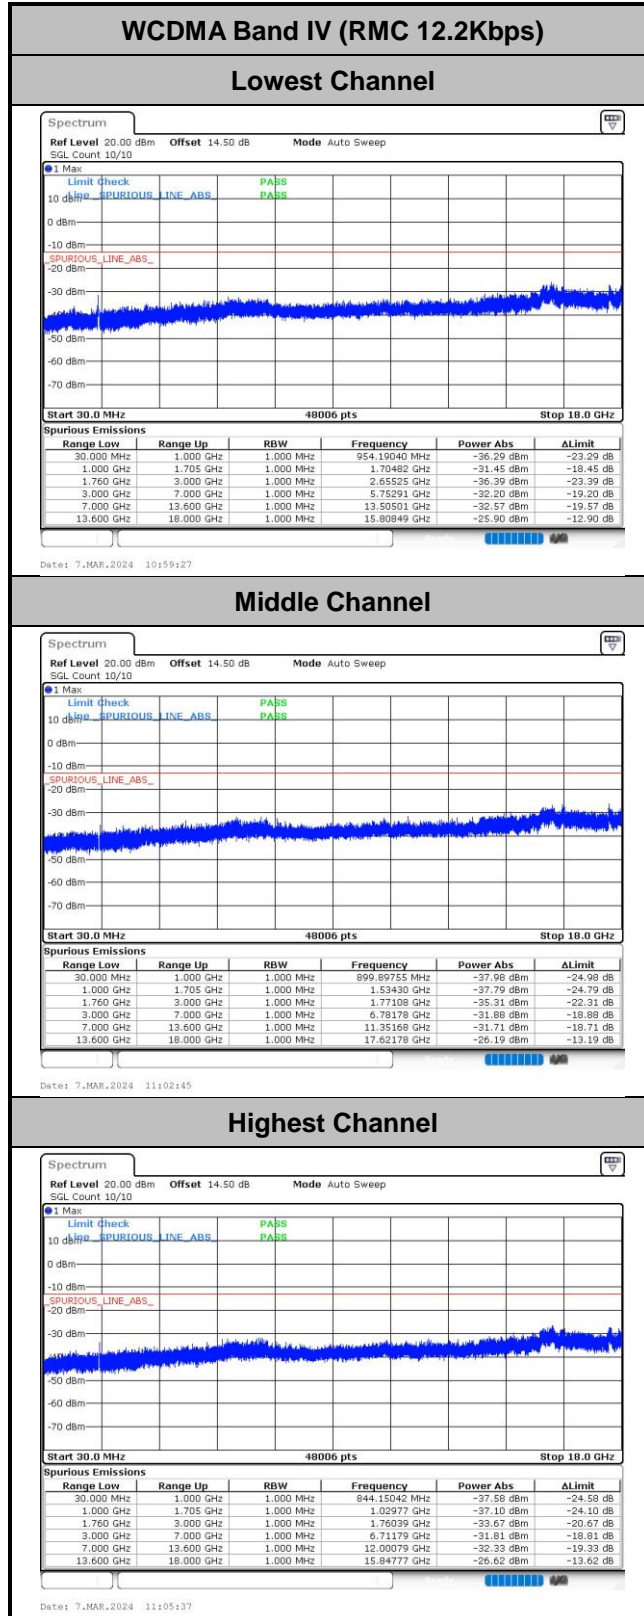 WCDMA Band IV (RMC 12.2Kbps)
Lowest Channel
Spectrum
Ref Level 20.00 dBm Offset 14.50 dB Mode Auto Sweep
SGL Count 10/10
1 Max
Limit Check PASS
10 dBm Line _SPURIOUS_LINE_ABS_ PASS
0 dBm
-10 dBm
_SPURIOUS_LINE_ABS_
-20 dBm
-30 dBm
-50 dBm
-60 dBm
-70 dBm
Start 30.0 MHz 48006 pts Stop 18.0 GHz
Spurious Emissions
Range Low Range Up RBW Frequency Power Abs ΔLimit
30.000 MHz 1.000 GHz 1.000 MHz 954.19040 MHz -36.29 dBm -23.29 dB
1.000 GHz 1.705 GHz 1.000 MHz 1.70482 GHz -31.45 dBm -18.45 dB
1.760 GHz 3.000 GHz 1.000 MHz 2.65525 GHz -36.39 dBm -23.39 dB
3.000 GHz 7.000 GHz 1.000 MHz 5.75291 GHz -32.20 dBm -19.20 dB
7.000 GHz 13.600 GHz 1.000 MHz 13.50501 GHz -32.57 dBm -19.57 dB
13.600 GHz 18.000 GHz 1.000 MHz 15.80849 GHz -25.90 dBm -12.90 dB
Date: 7.MAR.2024 10:59:27
Middle Channel
Spectrum
Ref Level 20.00 dBm Offset 14.50 dB Mode Auto Sweep
SGL Count 10/10
1 Max
Limit Check PASS
10 dBm Line _SPURIOUS_LINE_ABS_ PASS
0 dBm
-10 dBm
_SPURIOUS_LINE_ABS_
-20 dBm
-30 dBm
-50 dBm
-60 dBm
-70 dBm
Start 30.0 MHz 48006 pts Stop 18.0 GHz
Spurious Emissions
Range Low Range Up RBW Frequency Power Abs ΔLimit
30.000 MHz 1.000 GHz 1.000 MHz 899.89755 MHz -37.98 dBm -24.98 dB
1.000 GHz 1.705 GHz 1.000 MHz 1.53430 GHz -37.79 dBm -24.79 dB
1.760 GHz 3.000 GHz 1.000 MHz 1.77108 GHz -35.31 dBm -22.31 dB
3.000 GHz 7.000 GHz 1.000 MHz 6.78178 GHz -31.88 dBm -18.88 dB
7.000 GHz 13.600 GHz 1.000 MHz 11.35168 GHz -31.71 dBm -18.71 dB
13.600 GHz 18.000 GHz 1.000 MHz 17.62178 GHz -26.19 dBm -13.19 dB
Date: 7.MAR.2024 11:02:45
Highest Channel
Spectrum
Ref Level 20.00 dBm Offset 14.50 dB Mode Auto Sweep
SGL Count 10/10
1 Max
Limit Check PASS
10 dBm Line _SPURIOUS_LINE_ABS_ PASS
0 dBm
-10 dBm
_SPURIOUS_LINE_ABS_
-20 dBm
-30 dBm
-50 dBm
-60 dBm
-70 dBm
Start 30.0 MHz 48006 pts Stop 18.0 GHz
Spurious Emissions
Range Low Range Up RBW Frequency Power Abs ΔLimit
30.000 MHz 1.000 GHz 1.000 MHz 844.15042 MHz -37.58 dBm -24.58 dB
1.000 GHz 1.705 GHz 1.000 MHz 1.02977 GHz -37.10 dBm -24.10 dB
1.760 GHz 3.000 GHz 1.000 MHz 1.76039 GHz -33.67 dBm -20.67 dB
3.000 GHz 7.000 GHz 1.000 MHz 6.71179 GHz -31.81 dBm -18.81 dB
7.000 GHz 13.600 GHz 1.000 MHz 12.00079 GHz -32.33 dBm -19.33 dB
13.600 GHz 18.000 GHz 1.000 MHz 15.84777 GHz -26.62 dBm -13.62 dB
Date: 7.MAR.2024 11:05:37